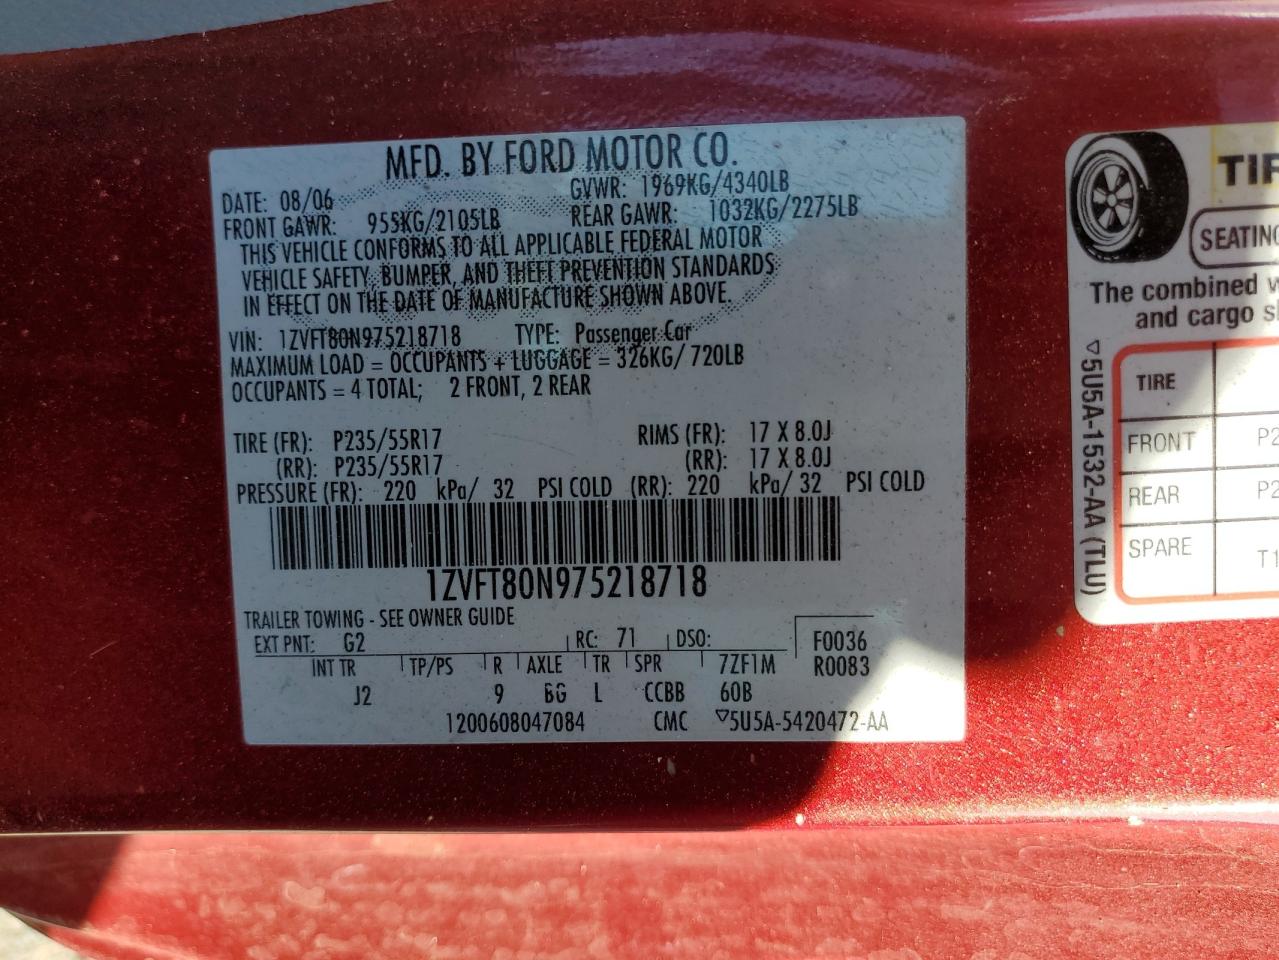 MFD. BY FORD MOTOR CO.
DATE: 08/06 GVWR: 1969KG/4340LB
FRONT GAWR: 955KG/2105LB REAR GAWR: 1032KG/2275LB
THIS VEHICLE CONFORMS TO ALL APPLICABLE FEDERAL MOTOR
VEHICLE SAFETY, BUMPER, AND THEFT PREVENTION STANDARDS
IN EFFECT ON THE DATE OF MANUFACTURE SHOWN ABOVE.
VIN: 1ZVFT80N975218718 TYPE: Passenger Car
MAXIMUM LOAD = OCCUPANTS + LUGGAGE = 326KG/ 720LB
OCCUPANTS = 4 TOTAL; 2 FRONT, 2 REAR
TIRE (FR): P235/55R17 RIMS (FR): 17 X 8.0J
(RR): P235/55R17 (RR): 17 X 8.0J
PRESSURE (FR): 220 kPa/ 32 PSI COLD (RR): 220 kPa/ 32 PSI COLD
1ZVFT80N975218718
TRAILER TOWING - SEE OWNER GUIDE
EXT PNT: G2 RC: 71 DSO: F0036
INT TR TP/PS R AXLE TR SPR 7ZF1M R0083
J2 9 BG L CCBB 60B
1200608047084 CMC ▽5U5A-5420472-AA
TIR
SEATING
The combined w
and cargo s
▽5U5A-1532-AA (TLU)
TIRE
FRONT P2
REAR P2
SPARE T1